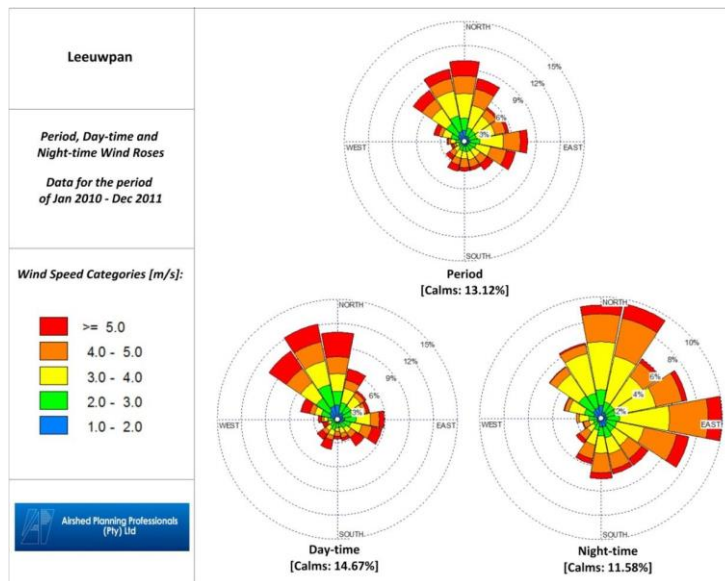 Leeuwpan
Period, Day-time and
Night-time Wind Roses
Data for the period
of Jan 2010 - Dec 2011
Wind Speed Categories [m/s]:
>= 5.0
4.0 - 5.0
3.0 - 4.0
2.0 - 3.0
1.0 - 2.0
Airshed Planning Professionals
(Pty) Ltd
NORTH
15%
12%
9%
6%
3%
WEST
EAST
SOUTH
Period
[Calms: 13.12%]
NORTH
15%
12%
9%
6%
3%
WEST
EAST
SOUTH
Day-time
[Calms: 14.67%]
NORTH
10%
8%
6%
4%
2%
WEST
EAST
SOUTH
Night-time
[Calms: 11.58%]